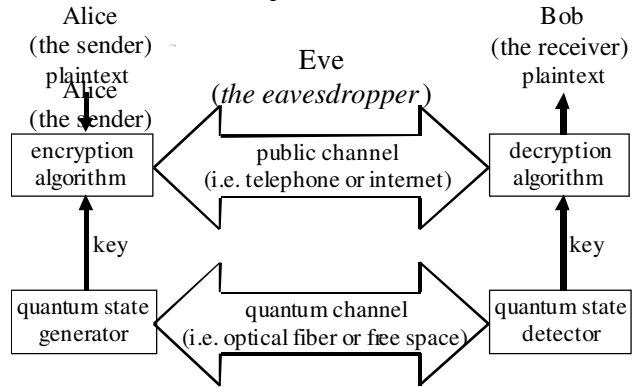 Alice
(the sender)
plaintext
Alice
(the sender)
encryption
algorithm
key
quantum state
generator
Eve
(the eavesdropper)
public channel
(i.e. telephone or internet)
quantum channel
(i.e. optical fiber or free space)
Bob
(the receiver)
plaintext
decryption
algorithm
key
quantum state
detector